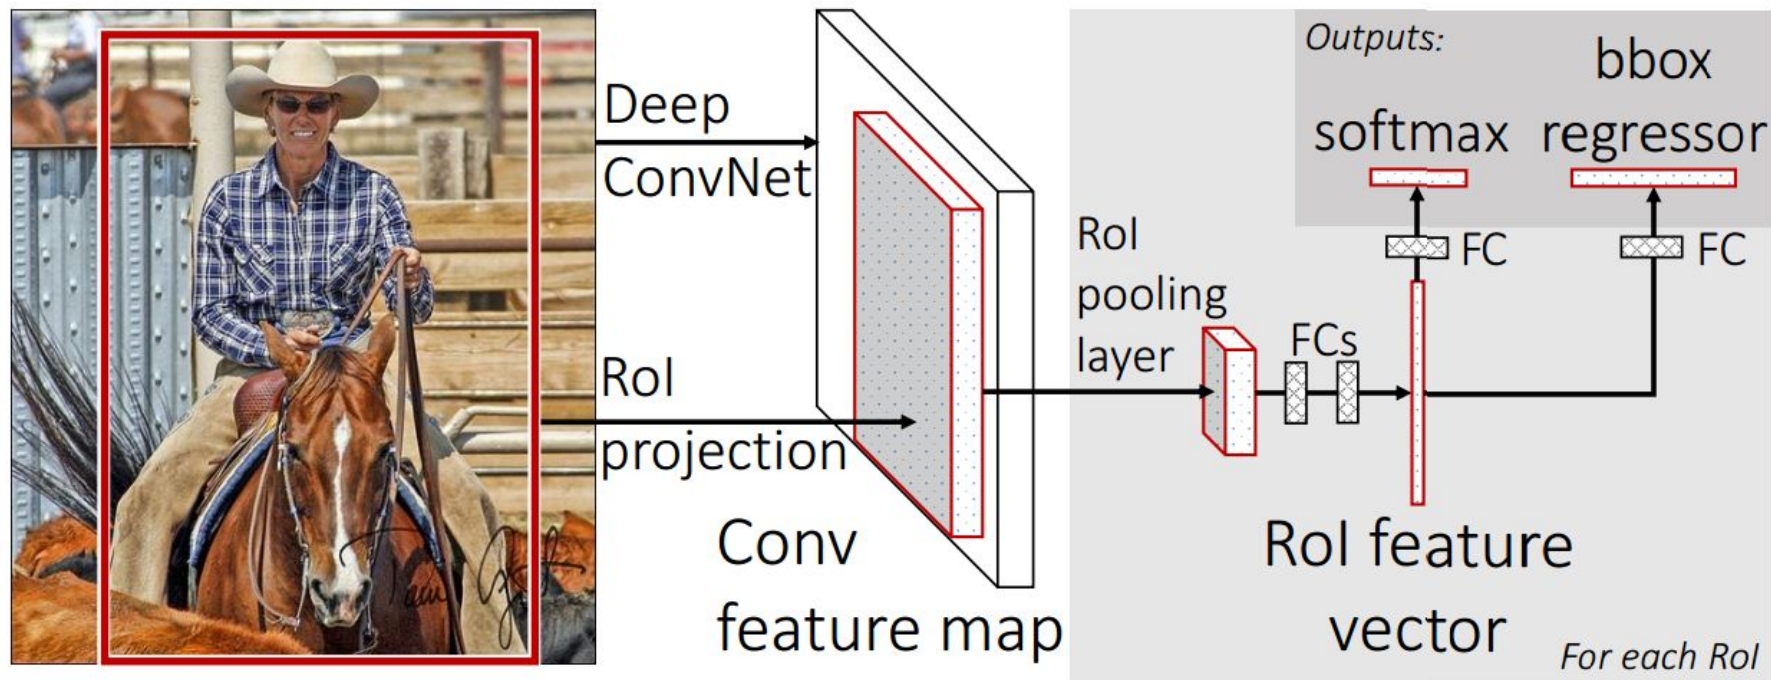 Deep
ConvNet
RoI
projection
Conv
feature map
RoI
pooling
layer
FCs
RoI feature
vector
For each RoI
Outputs:
softmax
bbox
regressor
FC
FC